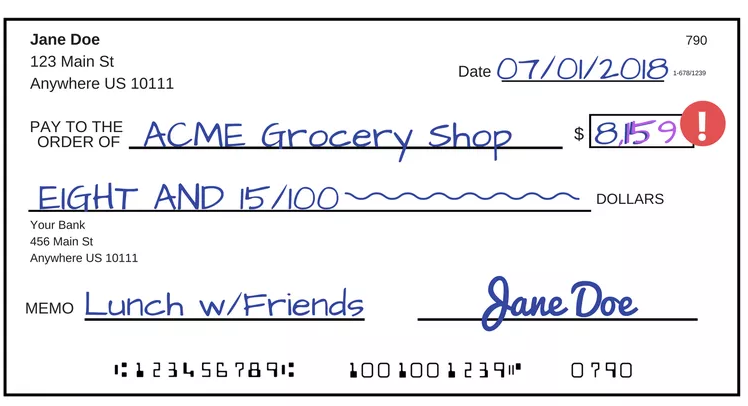 Jane Doe
790
123 Main St
Anywhere US 10111
Date 07/01/2018 1-678/1239
PAY TO THE
ORDER OF ACME Grocery Shop $ 8,159 !
EIGHT AND 15/100 DOLLARS
Your Bank
456 Main St
Anywhere US 10111
MEMO Lunch w/Friends Jane Doe
⑆123456789⑆ 1001001239⑈ 0790